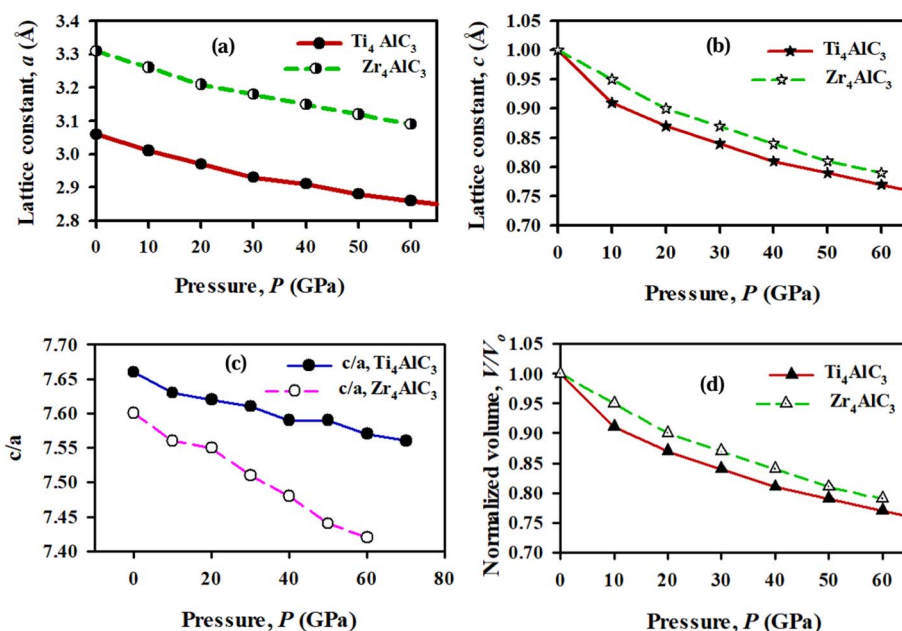 3.4
3.3
3.2
3.1
3.0
2.9
2.8
Lattice constant, a (Å)
(a)
Ti₄ AlC₃
Zr₄AlC₃
0 10 20 30 40 50 60
Pressure, P (GPa)
1.05
1.00
0.95
0.90
0.85
0.80
0.75
0.70
Lattice constant, c (Å)
(b)
Ti₄AlC₃
Zr₄AlC₃
0 10 20 30 40 50 60
Pressure, P (GPa)
7.70
7.65
7.60
7.55
7.50
7.45
7.40
c/a
(c)
c/a, Ti₄AlC₃
c/a, Zr₄AlC₃
0 20 40 60 80
Pressure, P (GPa)
1.05
1.00
0.95
0.90
0.85
0.80
0.75
0.70
Normalized volume, V/Vₒ
(d)
Ti₄AlC₃
Zr₄AlC₃
0 10 20 30 40 50 60
Pressure, P (GPa)